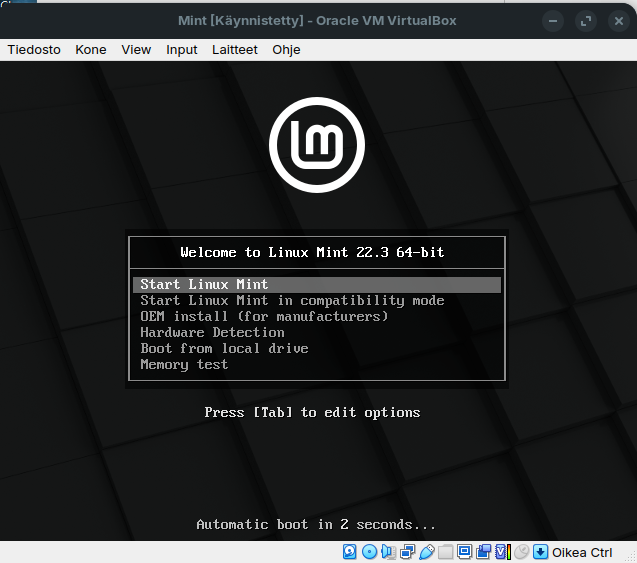 Mint [Käynnistetty] - Oracle VM VirtualBox
Tiedosto Kone View Input Laitteet Ohje
lm
Welcome to Linux Mint 22.3 64-bit
Start Linux Mint
Start Linux Mint in compatibility mode
OEM install (for manufacturers)
Hardware Detection
Boot from local drive
Memory test
Press [Tab] to edit options
Automatic boot in 2 seconds...
Oikea Ctrl